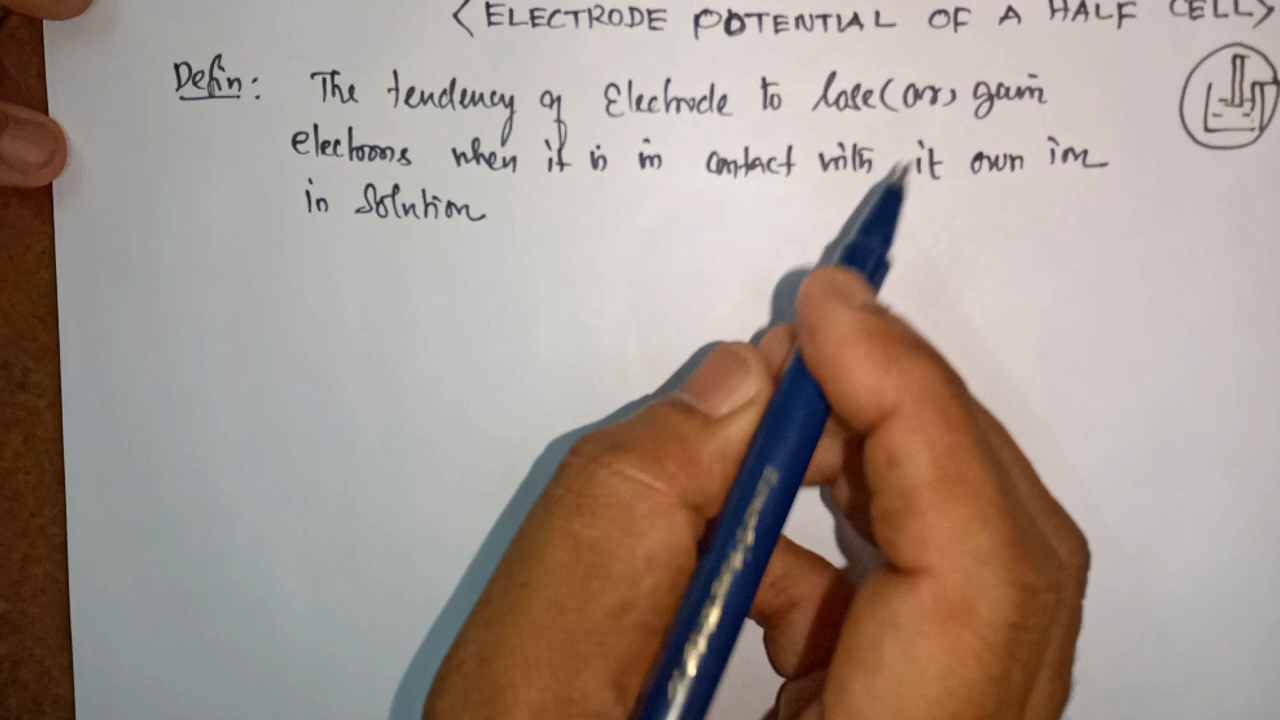 <ELECTRODE POTENTIAL OF A HALF CELL>
Defin: The tendency of Electrode to lose (or) gain
electrons when it is in contact with it own ion
in Solution